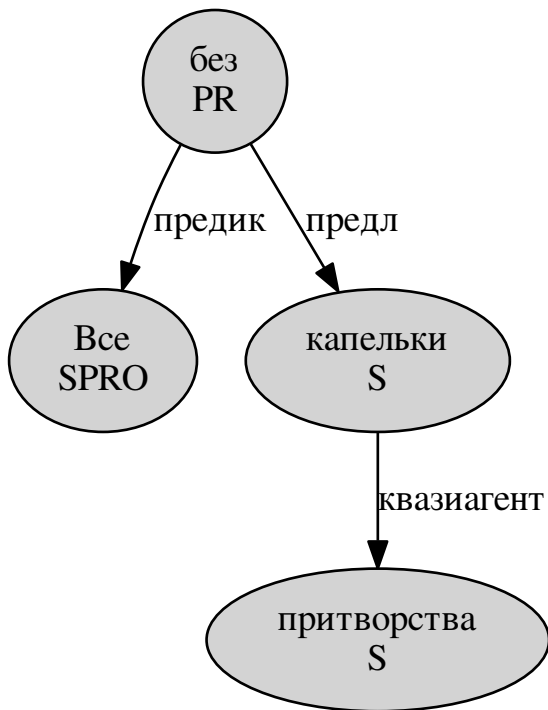 без
PR
предик
предл
Все
SPRO
капельки
S
квазиагент
притворства
S